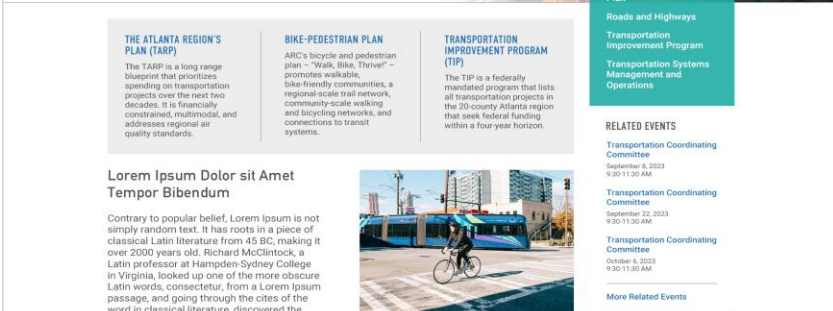 THE ATLANTA REGION'S
PLAN (TARP)
The TARP is a long range
blueprint that prioritizes
spending on transportation
projects over the next two
decades. It is financially
constrained, multimodal, and
addresses regional air
quality standards.
BIKE-PEDESTRIAN PLAN
ARC's bicycle and pedestrian
plan – "Walk, Bike, Thrive!" –
promotes walkable,
bike-friendly communities, a
regional-scale trail network,
community-scale walking
and bicycling networks, and
connections to transit
systems.
TRANSPORTATION
IMPROVEMENT PROGRAM
(TIP)
The TIP is a federally
mandated program that lists
all transportation projects in
the 20-county Atlanta region
that seek federal funding
within a four-year horizon.
Lorem Ipsum Dolor sit Amet
Tempor Bibendum
Contrary to popular belief, Lorem Ipsum is not
simply random text. It has roots in a piece of
classical Latin literature from 45 BC, making it
over 2000 years old. Richard McClintock, a
Latin professor at Hampden-Sydney College
in Virginia, looked up one of the more obscure
Latin words, consectetur, from a Lorem Ipsum
passage, and going through the cites of the
word in classical literature, discovered the
Roads and Highways
Transportation
Improvement Program
Transportation Systems
Management and
Operations
RELATED EVENTS
Transportation Coordinating
Committee
September 8, 2023
9:30-11:30 AM
Transportation Coordinating
Committee
September 22, 2023
9:30-11:30 AM
Transportation Coordinating
Committee
October 6, 2023
9:30-11:30 AM
More Related Events